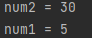 num2 = 30
num1 = 5